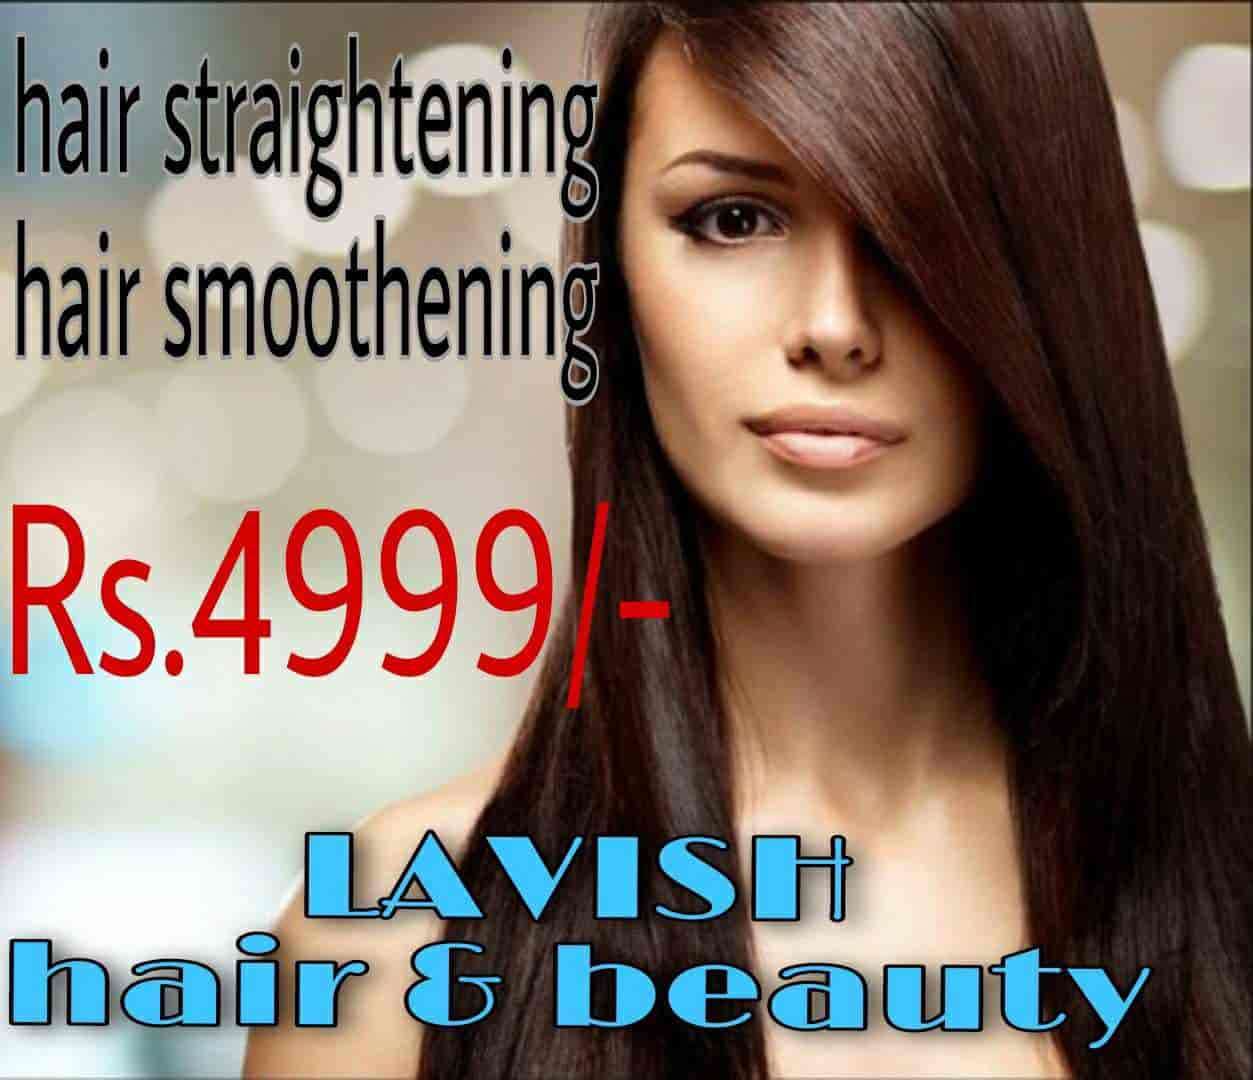 hair straightening
hair smoothening
Rs.4999/-
LAVISH
hair & beauty